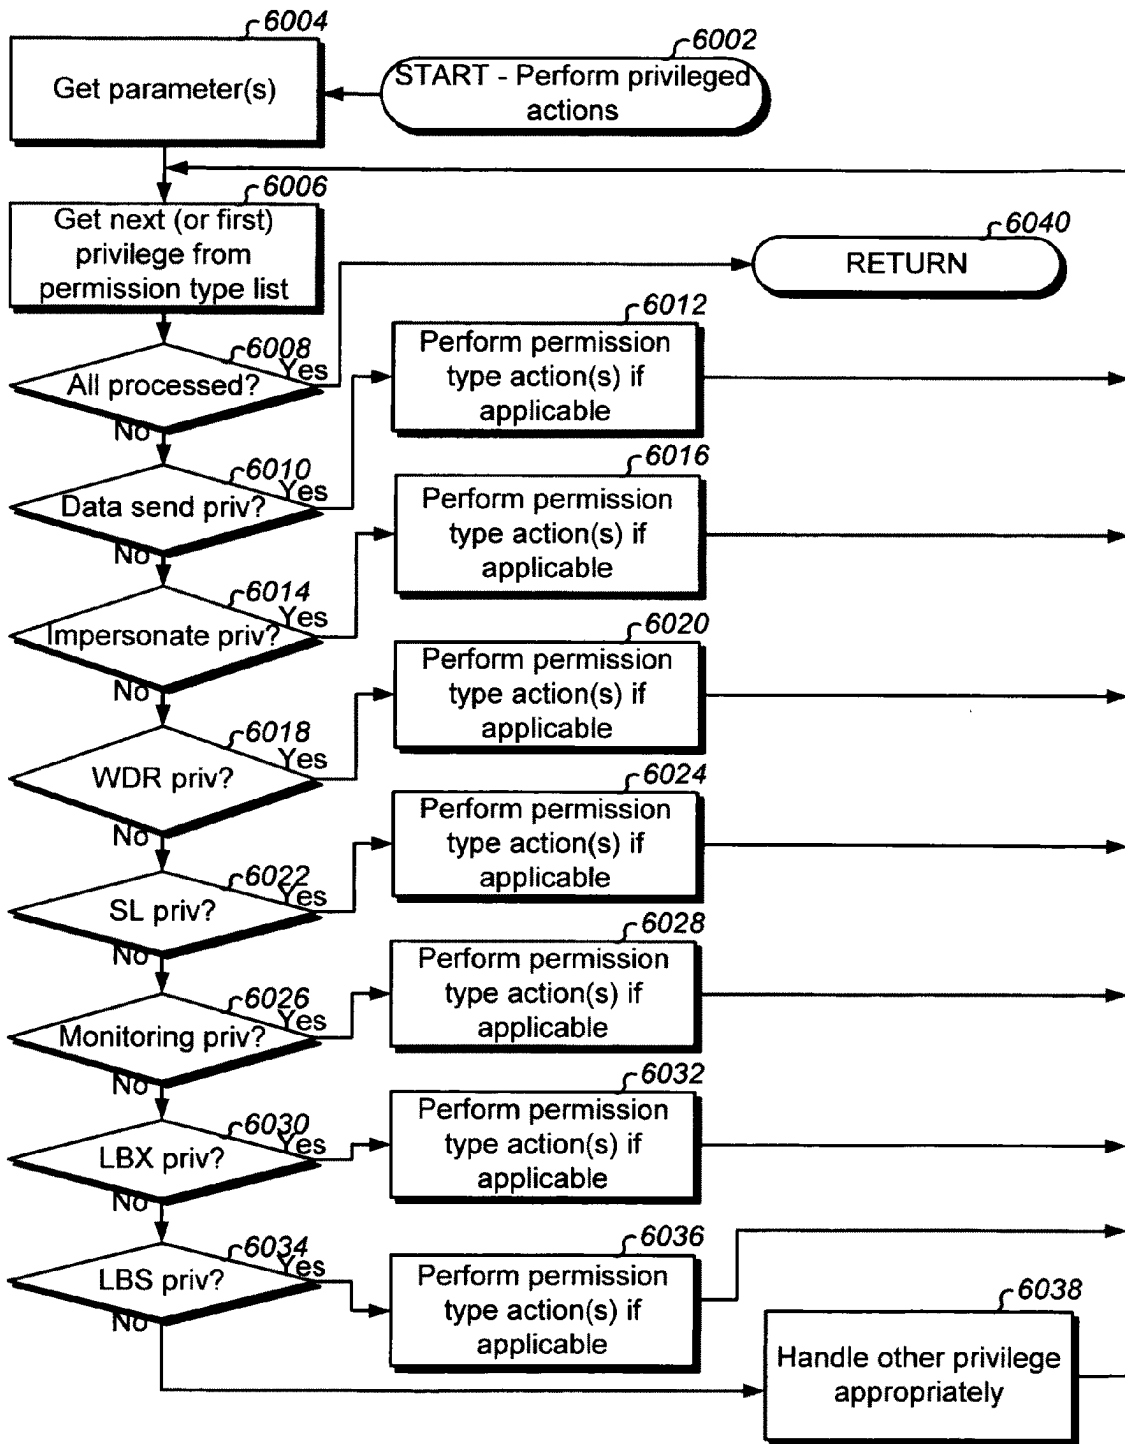 6004
Get parameter(s)
6002
START - Perform privileged
actions
6006
Get next (or first)
privilege from
permission type list
6040
RETURN
6008
All processed?
Yes
No
6012
Perform permission
type action(s) if
applicable
6010
Data send priv?
Yes
No
6016
Perform permission
type action(s) if
applicable
6014
Impersonate priv?
Yes
No
6020
Perform permission
type action(s) if
applicable
6018
WDR priv?
Yes
No
6024
Perform permission
type action(s) if
applicable
6022
SL priv?
Yes
No
6028
Perform permission
type action(s) if
applicable
6026
Monitoring priv?
Yes
No
6032
Perform permission
type action(s) if
applicable
6030
LBX priv?
Yes
No
6036
Perform permission
type action(s) if
applicable
6034
LBS priv?
Yes
No
6038
Handle other privilege
appropriately